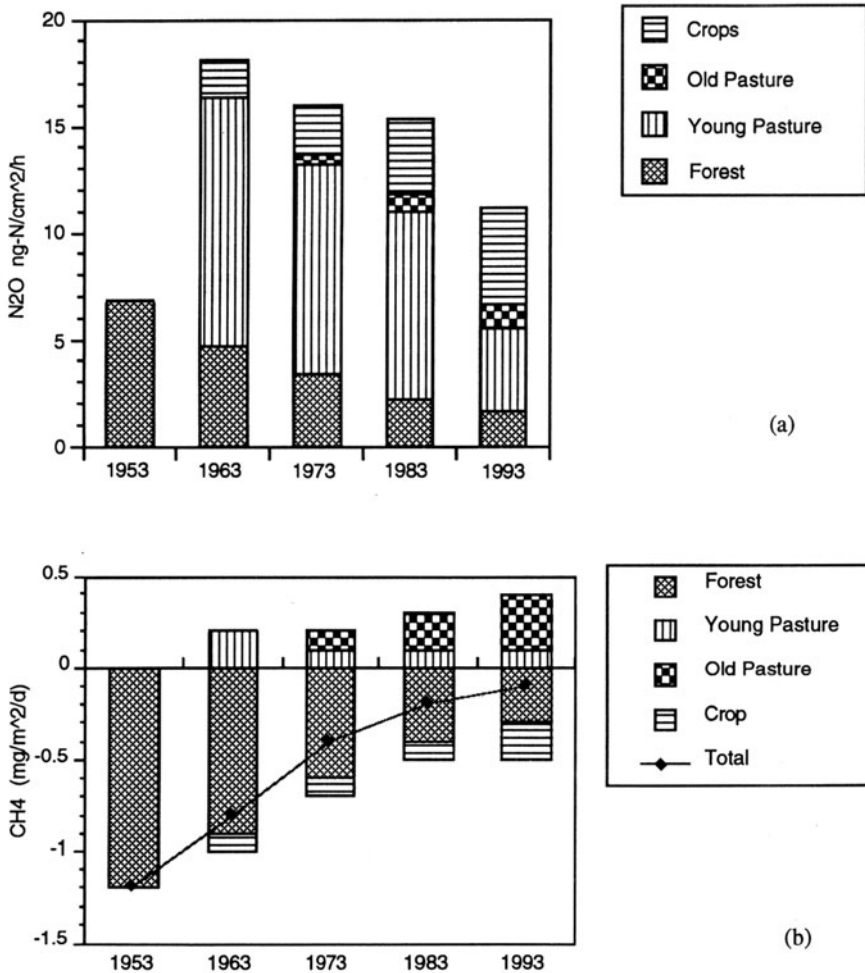 20
15
10
5
0
N2O ng-N/cm^2/h
1953 1963 1973 1983 1993
Crops
Old Pasture
Young Pasture
Forest
(a)
0.5
0
-0.5
-1
-1.5
CH4 (mg/m^2/d)
1953 1963 1973 1983 1993
Forest
Young Pasture
Old Pasture
Crop
Total
(b)